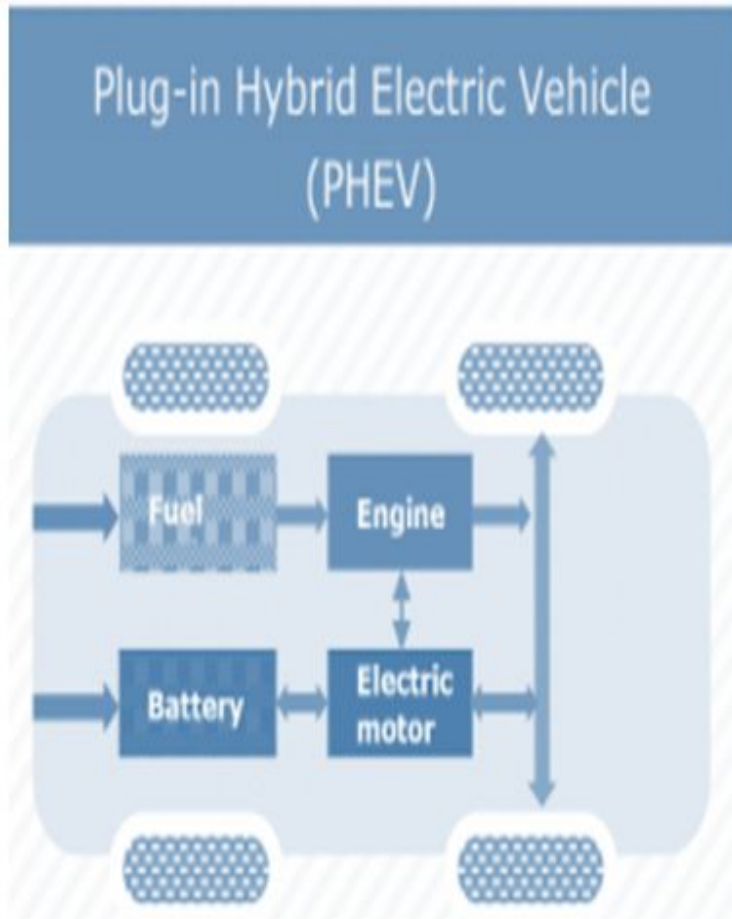 Plug-in Hybrid Electric Vehicle
(PHEV)
Fuel
Engine
Battery
Electric
motor